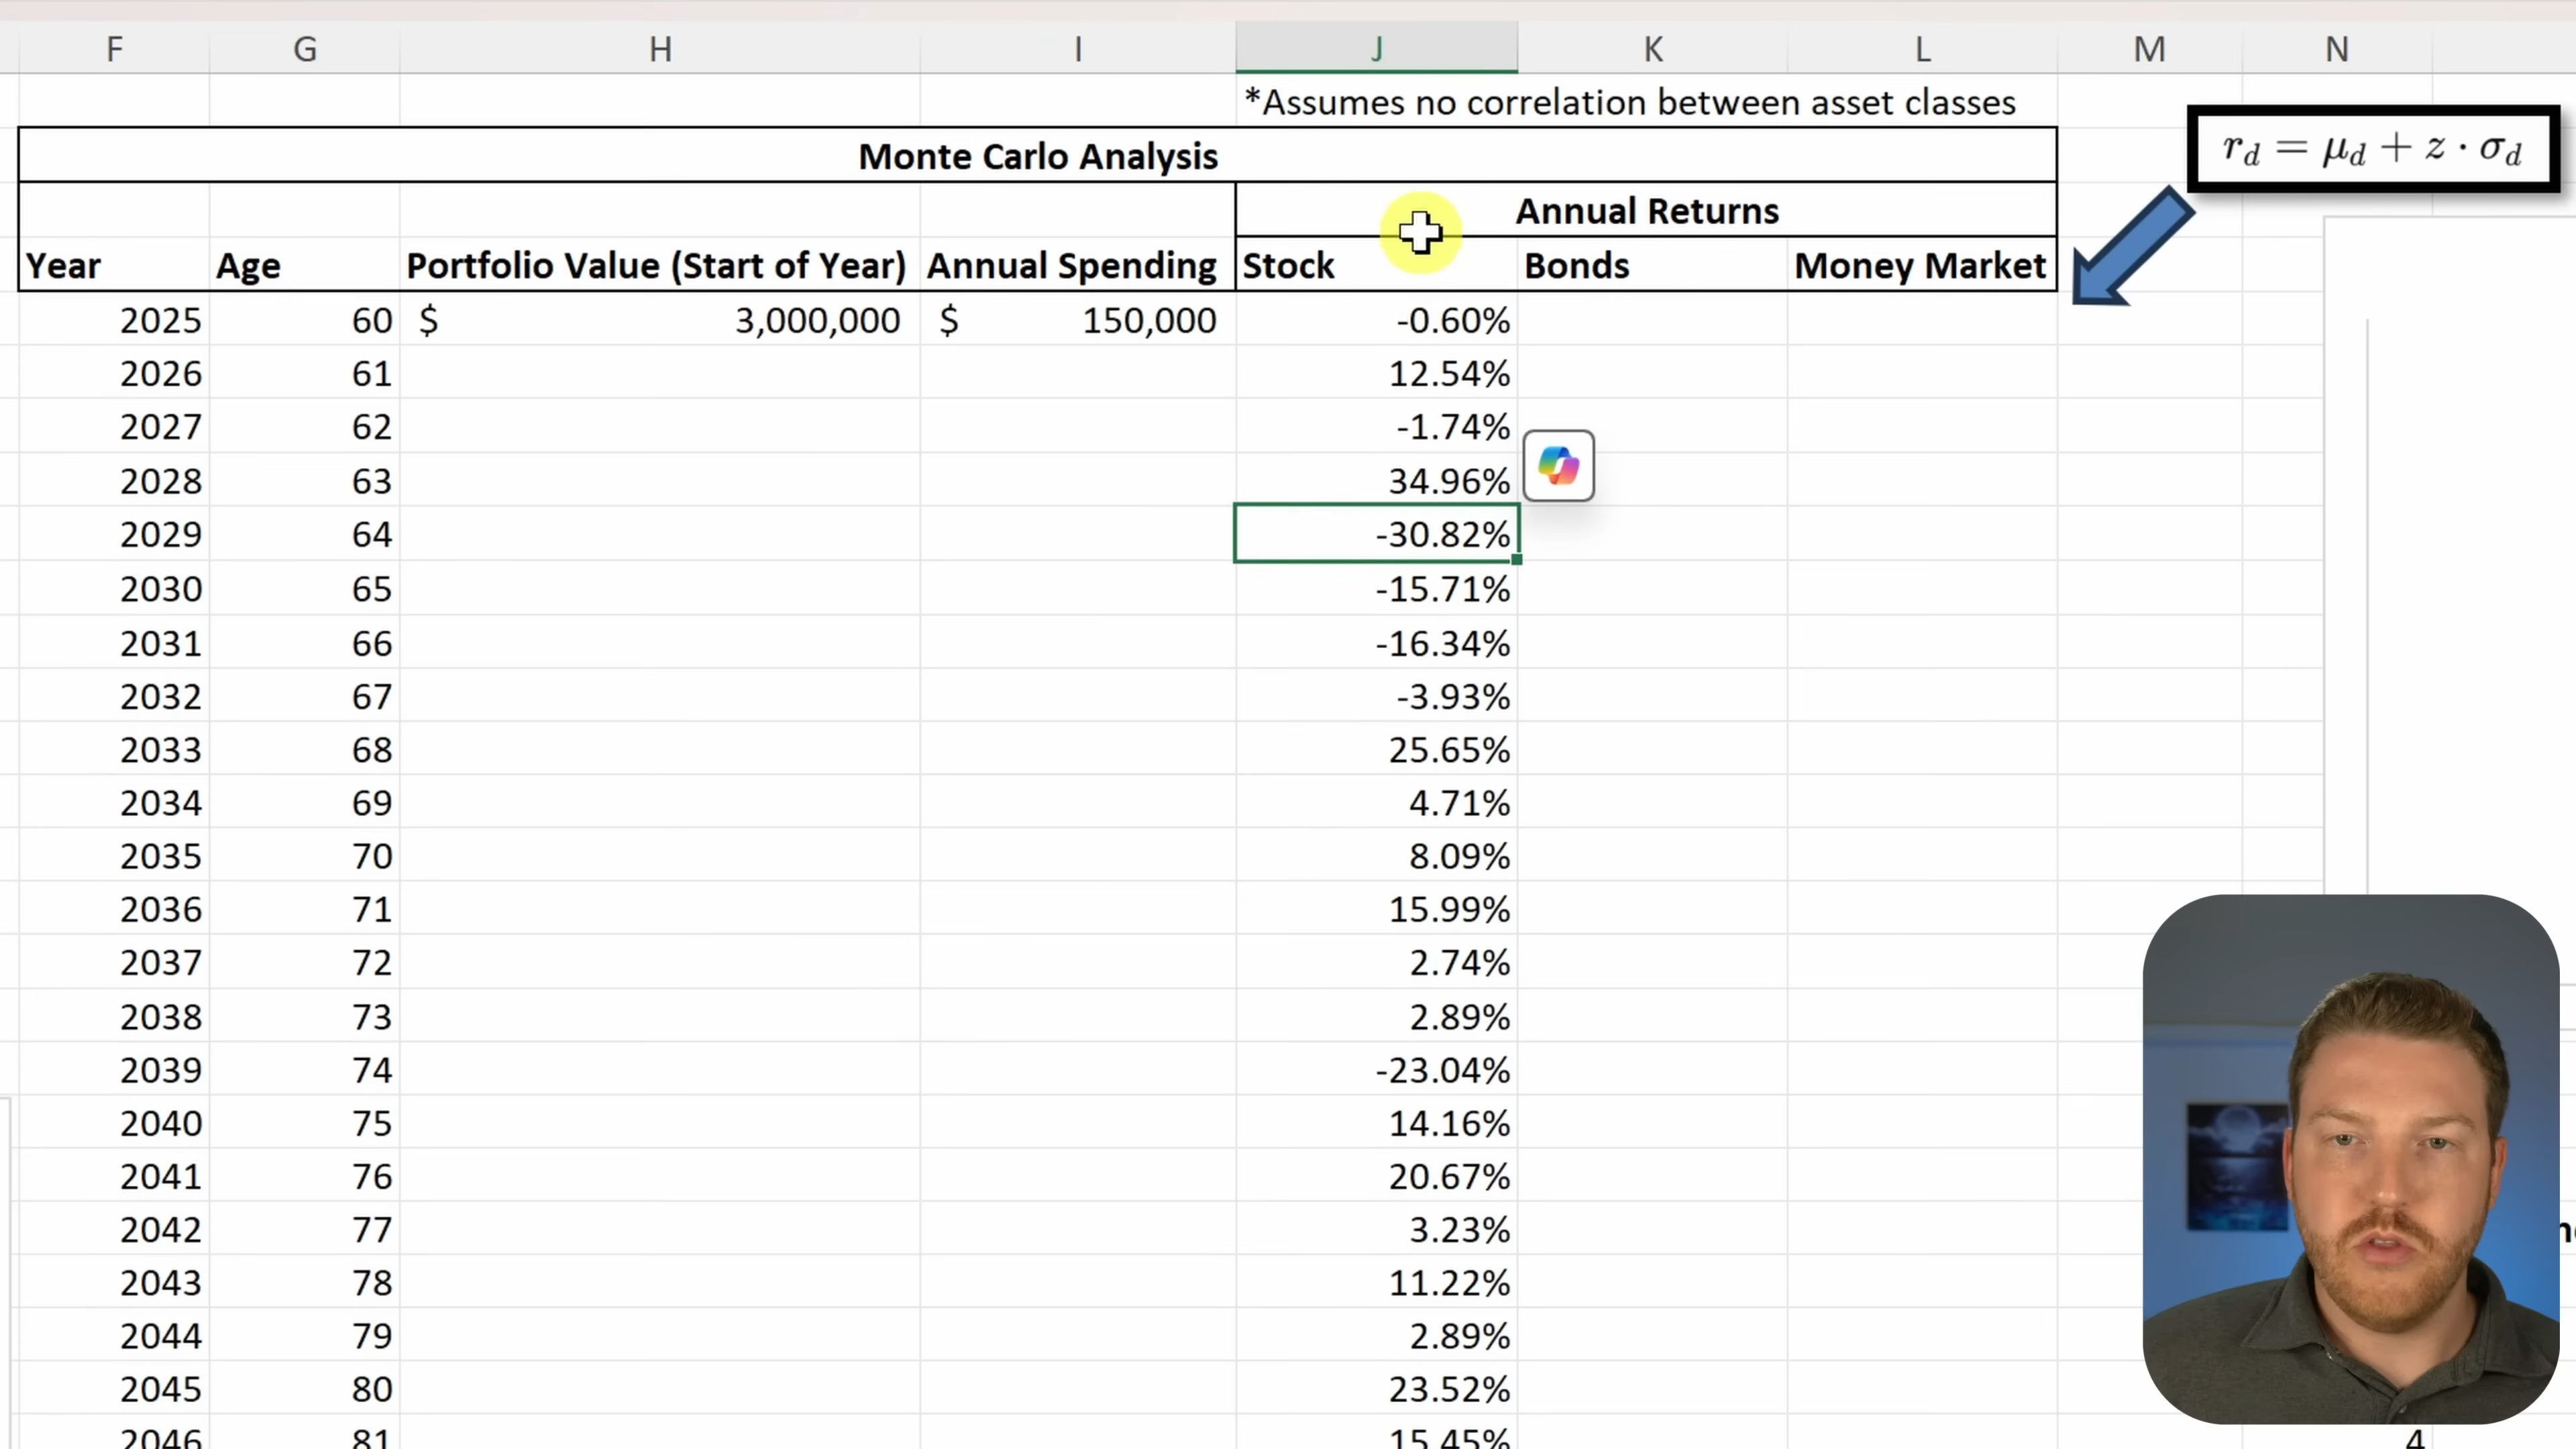 F G H I J K L M N
*Assumes no correlation between asset classes
Monte Carlo Analysis
r_d = μ_d + z · σ_d
Annual Returns
Year Age Portfolio Value (Start of Year) Annual Spending Stock Bonds Money Market
2025 60 $ 3,000,000 $ 150,000 -0.60%
2026 61 12.54%
2027 62 -1.74%
2028 63 34.96%
2029 64 -30.82%
2030 65 -15.71%
2031 66 -16.34%
2032 67 -3.93%
2033 68 25.65%
2034 69 4.71%
2035 70 8.09%
2036 71 15.99%
2037 72 2.74%
2038 73 2.89%
2039 74 -23.04%
2040 75 14.16%
2041 76 20.67%
2042 77 3.23%
2043 78 11.22%
2044 79 2.89%
2045 80 23.52%
2046 81 15.45% 4